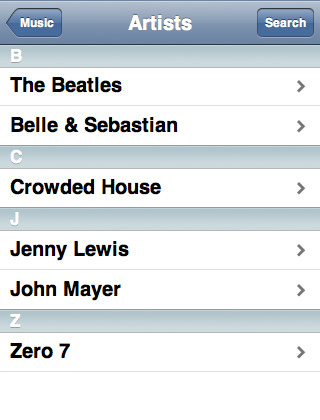 Music Artists Search
B
The Beatles
Belle & Sebastian
C
Crowded House
J
Jenny Lewis
John Mayer
Z
Zero 7